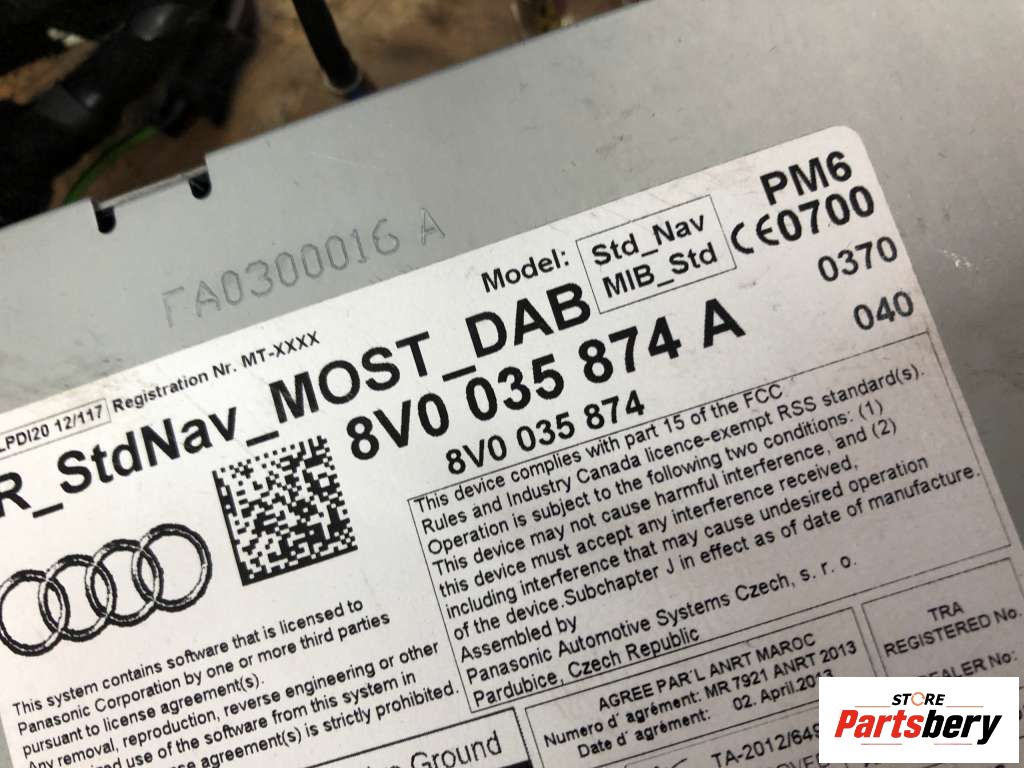 FA0300016 A
PM6
Model:
Std_Nav
MIB_Std
CE0700
0370
040
_PDI20 12/117
Registration Nr. MT-XXXX
R_StdNav_MOST_DAB
8V0 035 874 A
8V0 035 874
This device complies with part 15 of the FCC
Rules and Industry Canada licence-exempt RSS standard(s).
Operation is subject to the following two conditions: (1)
This device may not cause harmful interference, and (2)
this device must accept any interference received,
including interference that may cause undesired operation
of the device.Subchapter J in effect as of date of manufacture.
Assembled by
Panasonic Automotive Systems Czech, s. r. o.
Pardubice, Czech Republic
This system contains software that is licensed to
Panasonic Corporation by one or more third parties
pursuant to license agreement(s).
Any removal, reproduction, reverse engineering or other
use of the software from this system in
agreement(s) is strictly prohibited.
Ground
AGREE PAR'L ANRT MAROC
Numero d' agrément: MR 7921 ANRT 2013
Date d' agrément: 02. April.2013
TRA
REGISTERED No:
DEALER No:
TA-2012/649
STORE
Partsbery